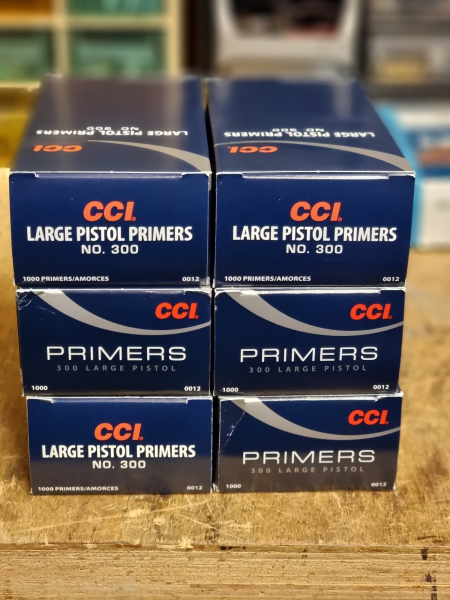 LARGE PISTOL PRIMERS
NO. 300
CCI
LARGE PISTOL PRIMERS
NO. 300
CCI
CCI.
LARGE PISTOL PRIMERS
NO. 300
1000 PRIMERS/AMORCES 0012
CCI.
LARGE PISTOL PRIMERS
NO. 300
1000 PRIMERS/AMORCES 0012
CCI.
PRIMERS
300 LARGE PISTOL
1000 0012
CCI.
PRIMERS
300 LARGE PISTOL
1000 0012
CCI.
LARGE PISTOL PRIMERS
NO. 300
1000 PRIMERS/AMORCES 0012
CCI.
PRIMERS
300 LARGE PISTOL
1000 0012